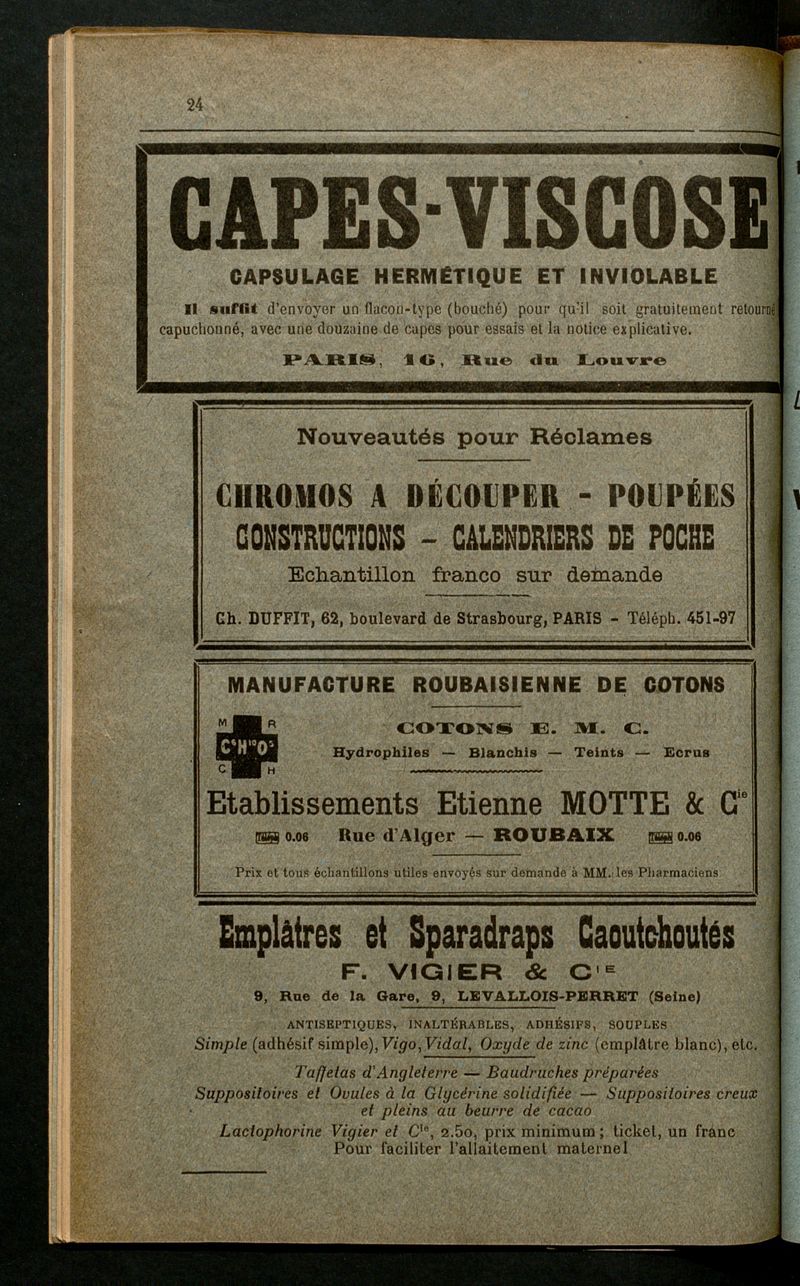 24
CAPES-VISCOSE
CAPSULAGE HERMÉTIQUE ET INVIOLABLE
Il suffit d'envoyer un flacon-type (bouché) pour qu'il soit gratuitement retourné
capuchonné, avec une douzaine de capes pour essais et la notice explicative.
PARIS, 16, Rue du Louvre
Nouveautés pour Réclames
CHROMOS A DÉCOUPER - POUPÉES
CONSTRUCTIONS - CALENDRIERS DE POCHE
Echantillon franco sur demande
Ch. DUFFIT, 62, boulevard de Strasbourg, PARIS - Téléph. 451-97
MANUFACTURE ROUBAISIENNE DE COTONS
M R
C⁶H¹⁰O⁵
C H
COTONS E. M. C.
Hydrophiles — Blanchis — Teints — Ecrus
Etablissements Etienne MOTTE & Cie
0.06 Rue d'Alger — ROUBAIX 0.06
Prix et tous échantillons utiles envoyés sur demande à MM. les Pharmaciens
Emplâtres et Sparadraps Caoutchoutés
F. VIGIER & CIE
9, Rue de la Gare, 9, LEVALLOIS-PERRET (Seine)
ANTISEPTIQUES, INALTÉRABLES, ADHÉSIFS, SOUPLES
Simple (adhésif simple), Vigo, Vidal, Oxyde de zinc (emplâtre blanc), etc.
Taffetas d'Angleterre — Baudruches préparées
Suppositoires et Ovules à la Glycérine solidifiée — Suppositoires creux
et pleins au beurre de cacao
Lactophorine Vigier et Cie, 2.50, prix minimum; ticket, un franc
Pour faciliter l'allaitement maternel